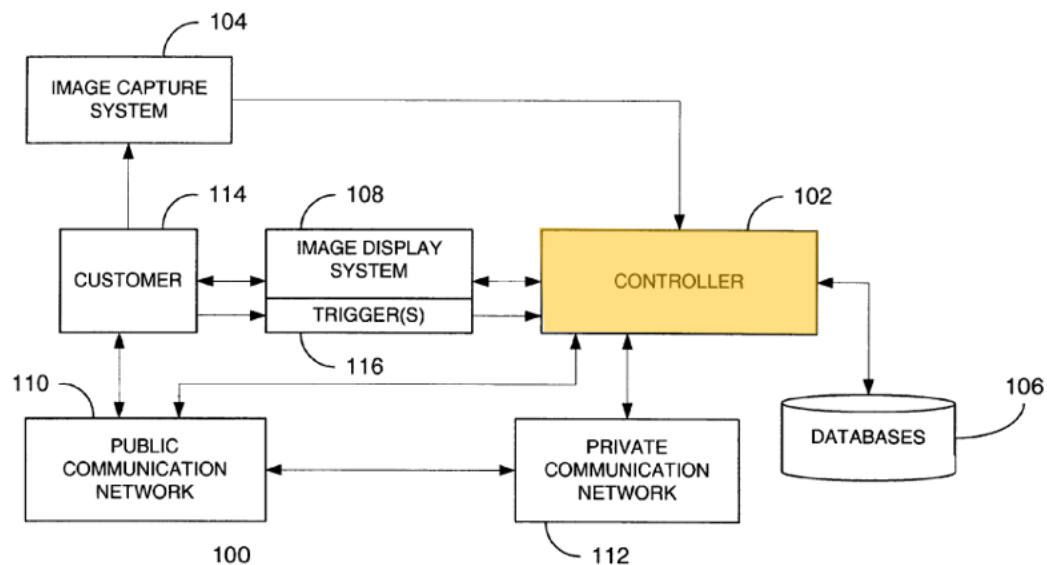 104
IMAGE CAPTURE
SYSTEM
114
108
102
CUSTOMER
IMAGE DISPLAY
SYSTEM
TRIGGER(S)
CONTROLLER
116
110
106
PUBLIC
COMMUNICATION
NETWORK
PRIVATE
COMMUNICATION
NETWORK
DATABASES
100
112